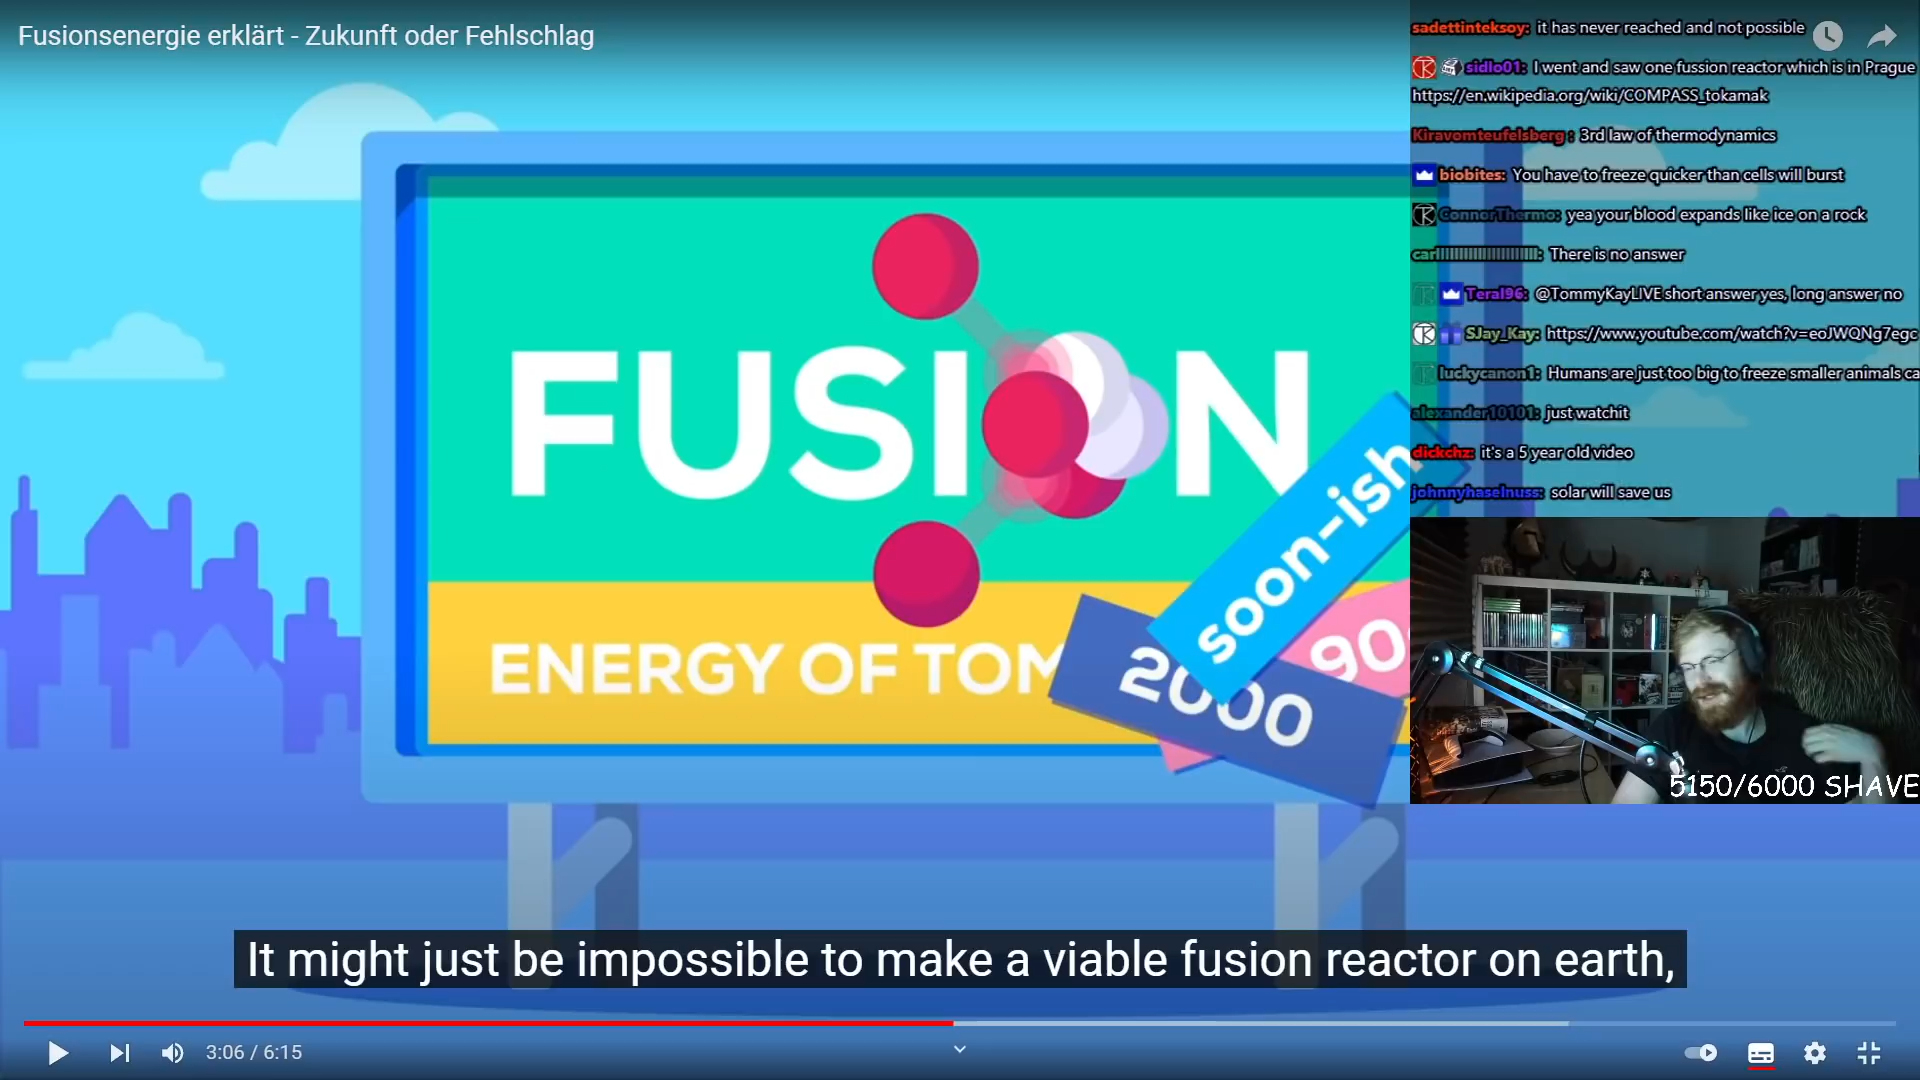 Fusionsenergie erklärt - Zukunft oder Fehlschlag
FUSION
ENERGY OF TOM
2000
soon-ish
90
It might just be impossible to make a viable fusion reactor on earth,
3:06 / 6:15
sadettinteksoy: it has never reached and not possible
sidlo01: I went and saw one fussion reactor which is in Prague
https://en.wikipedia.org/wiki/COMPASS_tokamak
Kiravomteufelsberg: 3rd law of thermodynamics
biobites: You have to freeze quicker than cells will burst
ConnorThermo: yea your blood expands like ice on a rock
There is no answer
Teral96: @TommyKayLIVE short answer yes, long answer no
SJay_Kay: https://www.youtube.com/watch?v=eoJWQNg7egc
luckycanon1: Humans are just too big to freeze smaller animals ca
alexander10101: just watchit
dickchz: it's a 5 year old video
johnnyhaselnuss: solar will save us
5150/6000 SHAVE